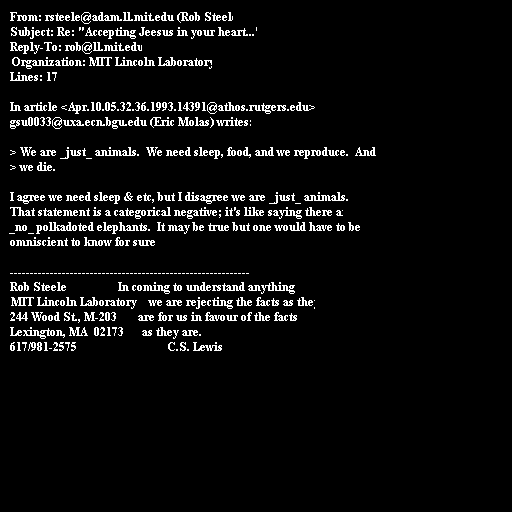 From: rsteele@adam.ll.mit.edu (Rob Steele
Subject: Re: "Accepting Jeesus in your heart..."
Reply-To: rob@ll.mit.edu
Organization: MIT Lincoln Laboratory
Lines: 17

In article <Apr.10.05.32.36.1993.14391@athos.rutgers.edu>
gsu0033@uxa.ecn.bgu.edu (Eric Molas) writes:

> We are _just_ animals.  We need sleep, food, and we reproduce.  And
> we die.

I agree we need sleep & etc, but I disagree we are _just_ animals.
That statement is a categorical negative; it's like saying there a
_no_ polkadoted elephants.  It may be true but one would have to be
omniscient to know for sure

------------------------------------------------------------
Rob Steele                In coming to understand anything
MIT Lincoln Laboratory    we are rejecting the facts as they
244 Wood St., M-203       are for us in favour of the facts
Lexington, MA  02173      as they are.
617/981-2575                              C.S. Lewis